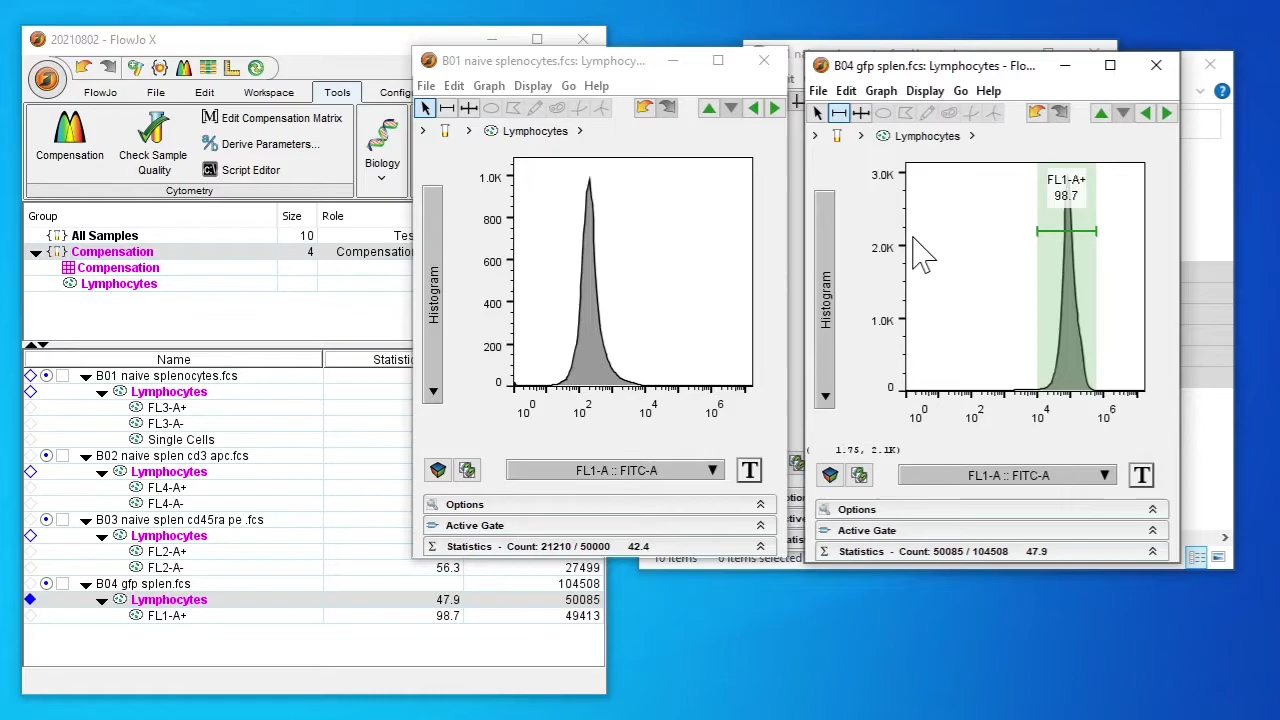 20210802 - FlowJo X
FlowJo
File
Edit
Workspace
Tools
Config
Compensation
Check Sample
Quality
Edit Compensation Matrix
Derive Parameters...
Script Editor
Cytometry
Biology
Group
Size
Role
All Samples
10
Tes
Compensation
4
Compensation
Compensation
Lymphocytes
Name
Statistic
B01 naive splenocytes.fcs
Lymphocytes
FL3-A+
FL3-A-
Single Cells
B02 naive splen cd3 apc.fcs
Lymphocytes
FL4-A+
FL4-A-
B03 naive splen cd45ra pe .fcs
Lymphocytes
FL2-A+
FL2-A-
56.3
27499
B04 gfp splen.fcs
104508
Lymphocytes
47.9
50085
FL1-A+
98.7
49413
B01 naive splenocytes.fcs: Lymphocy...
File Edit Graph Display Go Help
Lymphocytes
Histogram
1.0K
800
600
400
200
0
10^0 10^2 10^4 10^6
FL1-A :: FITC-A
T
Options
Active Gate
Σ Statistics - Count: 21210 / 50000 42.4
B04 gfp splen.fcs: Lymphocytes - Flo...
File Edit Graph Display Go Help
Lymphocytes
Histogram
3.0K
2.0K
1.0K
0
FL1-A+
98.7
10^0 10^2 10^4 10^6
( 1.75, 2.1K)
FL1-A :: FITC-A
T
Options
Active Gate
Σ Statistics - Count: 50085 / 104508 47.9
10 items